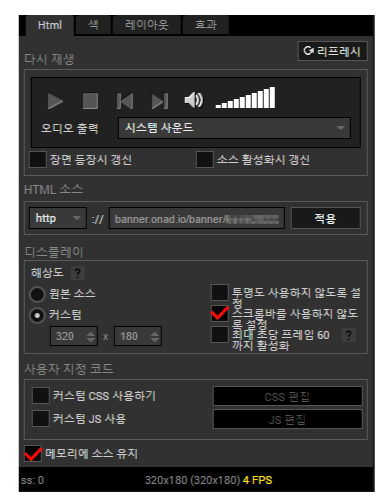 Html 색 레이아웃 효과
다시 재생 리프레시
오디오 출력 시스템 사운드
장면 등장시 갱신 소스 활성화시 갱신
HTML 소스
http :// banner.onad.io/banner/ 적용
디스플레이
해상도 ?
원본 소스
커스텀
320 x 180
투명도 사용하지 않도록 설
정
스크롤바를 사용하지 않도
록 설정
최대 초당 프레임 60 ?
까지 활성화
사용자 지정 코드
커스텀 CSS 사용하기 CSS 편집
커스텀 JS 사용 JS 편집
메모리에 소스 유지
ss: 0 320x180 (320x180) 4 FPS